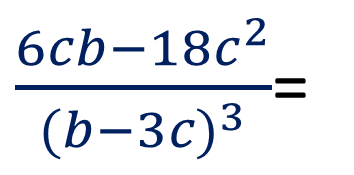 6cb−18c²
(b−3c)³ =